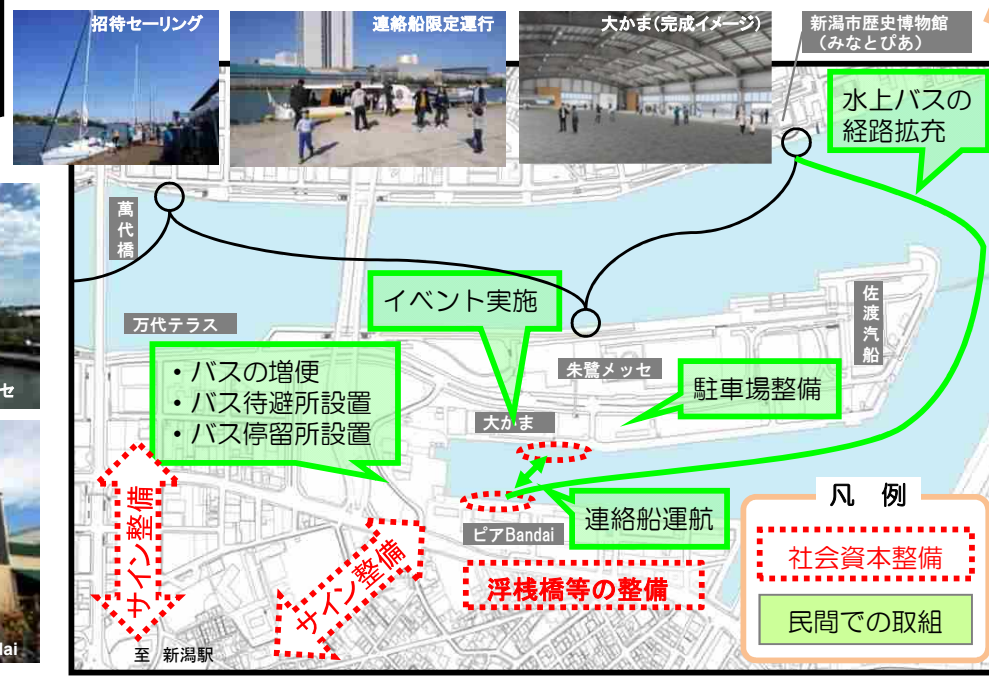 招待セーリング
連絡船限定運行
大かま(完成イメージ)
新潟市歴史博物館
(みなとぴあ)
水上バスの
経路拡充
萬代橋
万代テラス
イベント実施
佐渡汽船
朱鷺メッセ
・バスの増便
・バス待避所設置
・バス停留所設置
駐車場整備
大かま
セ
サイン整備
サイン整備
連絡船運航
ピアBandai
浮桟橋等の整備
凡 例
社会資本整備
民間での取組
至 新潟駅
dai